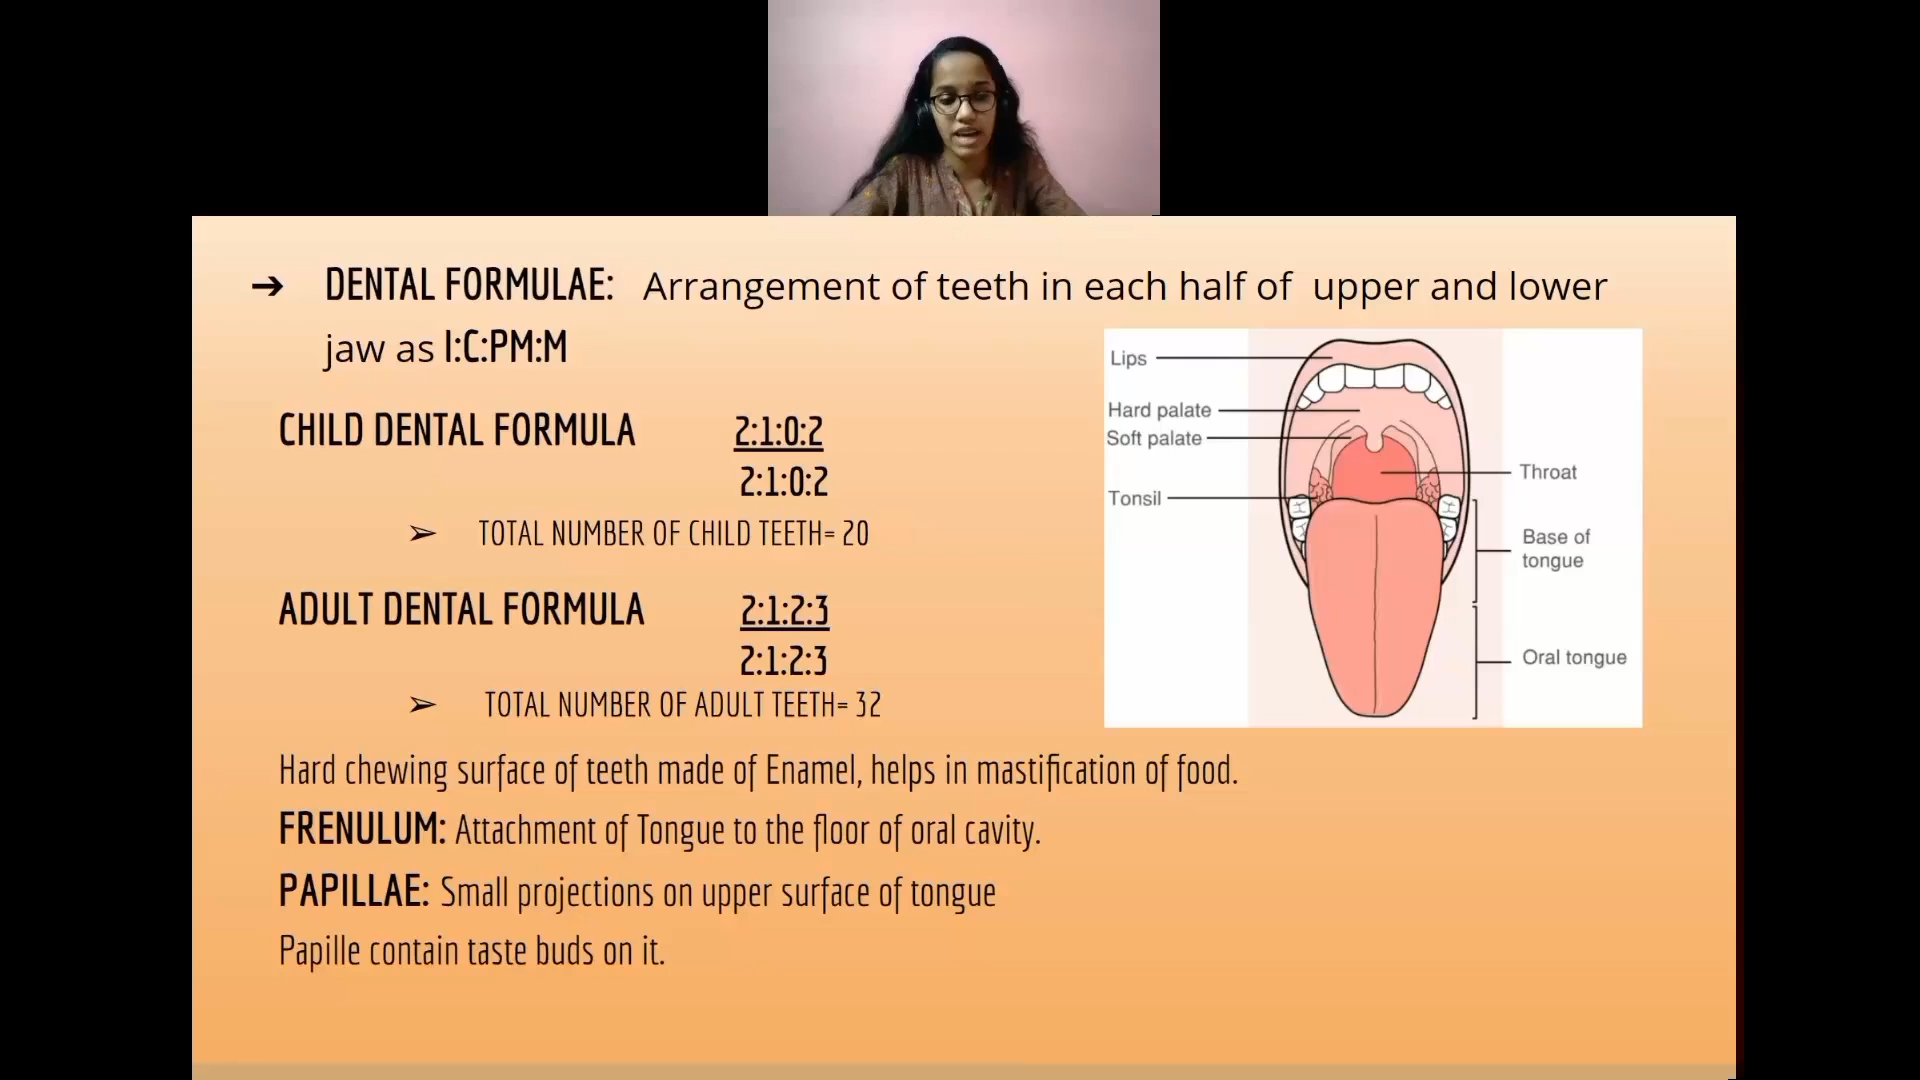 ➔ DENTAL FORMULAE: Arrangement of teeth in each half of upper and lower
jaw as I:C:PM:M
CHILD DENTAL FORMULA 2:1:0:2
2:1:0:2
➢ TOTAL NUMBER OF CHILD TEETH= 20
ADULT DENTAL FORMULA 2:1:2:3
2:1:2:3
➢ TOTAL NUMBER OF ADULT TEETH= 32
Lips
Hard palate
Soft palate
Tonsil
Throat
Base of
tongue
Oral tongue
Hard chewing surface of teeth made of Enamel, helps in mastification of food.
FRENULUM: Attachment of Tongue to the floor of oral cavity.
PAPILLAE: Small projections on upper surface of tongue
Papille contain taste buds on it.